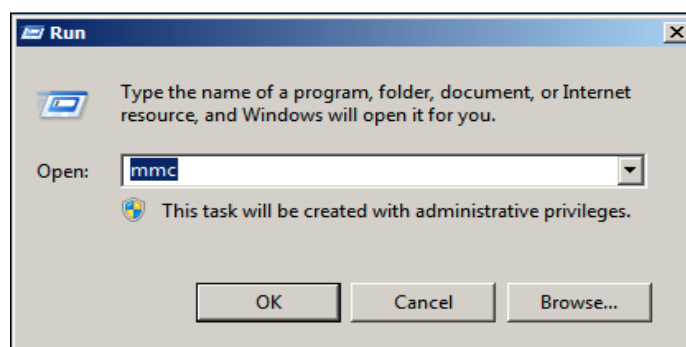 Run
Type the name of a program, folder, document, or Internet
resource, and Windows will open it for you.
Open: mmc
This task will be created with administrative privileges.
OK Cancel Browse...